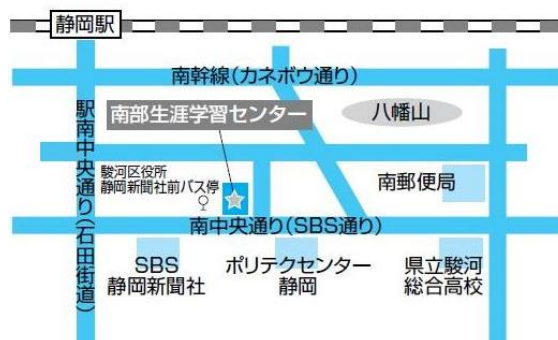 静岡駅
南幹線(カネボウ通り)
南部生涯学習センター
八幡山
駅南中央通り(石田街道)
駿河区役所
静岡新聞社前バス停
南郵便局
南中央通り(SBS通り)
SBS
静岡新聞社
ポリテクセンター
静岡
県立駿河
総合高校